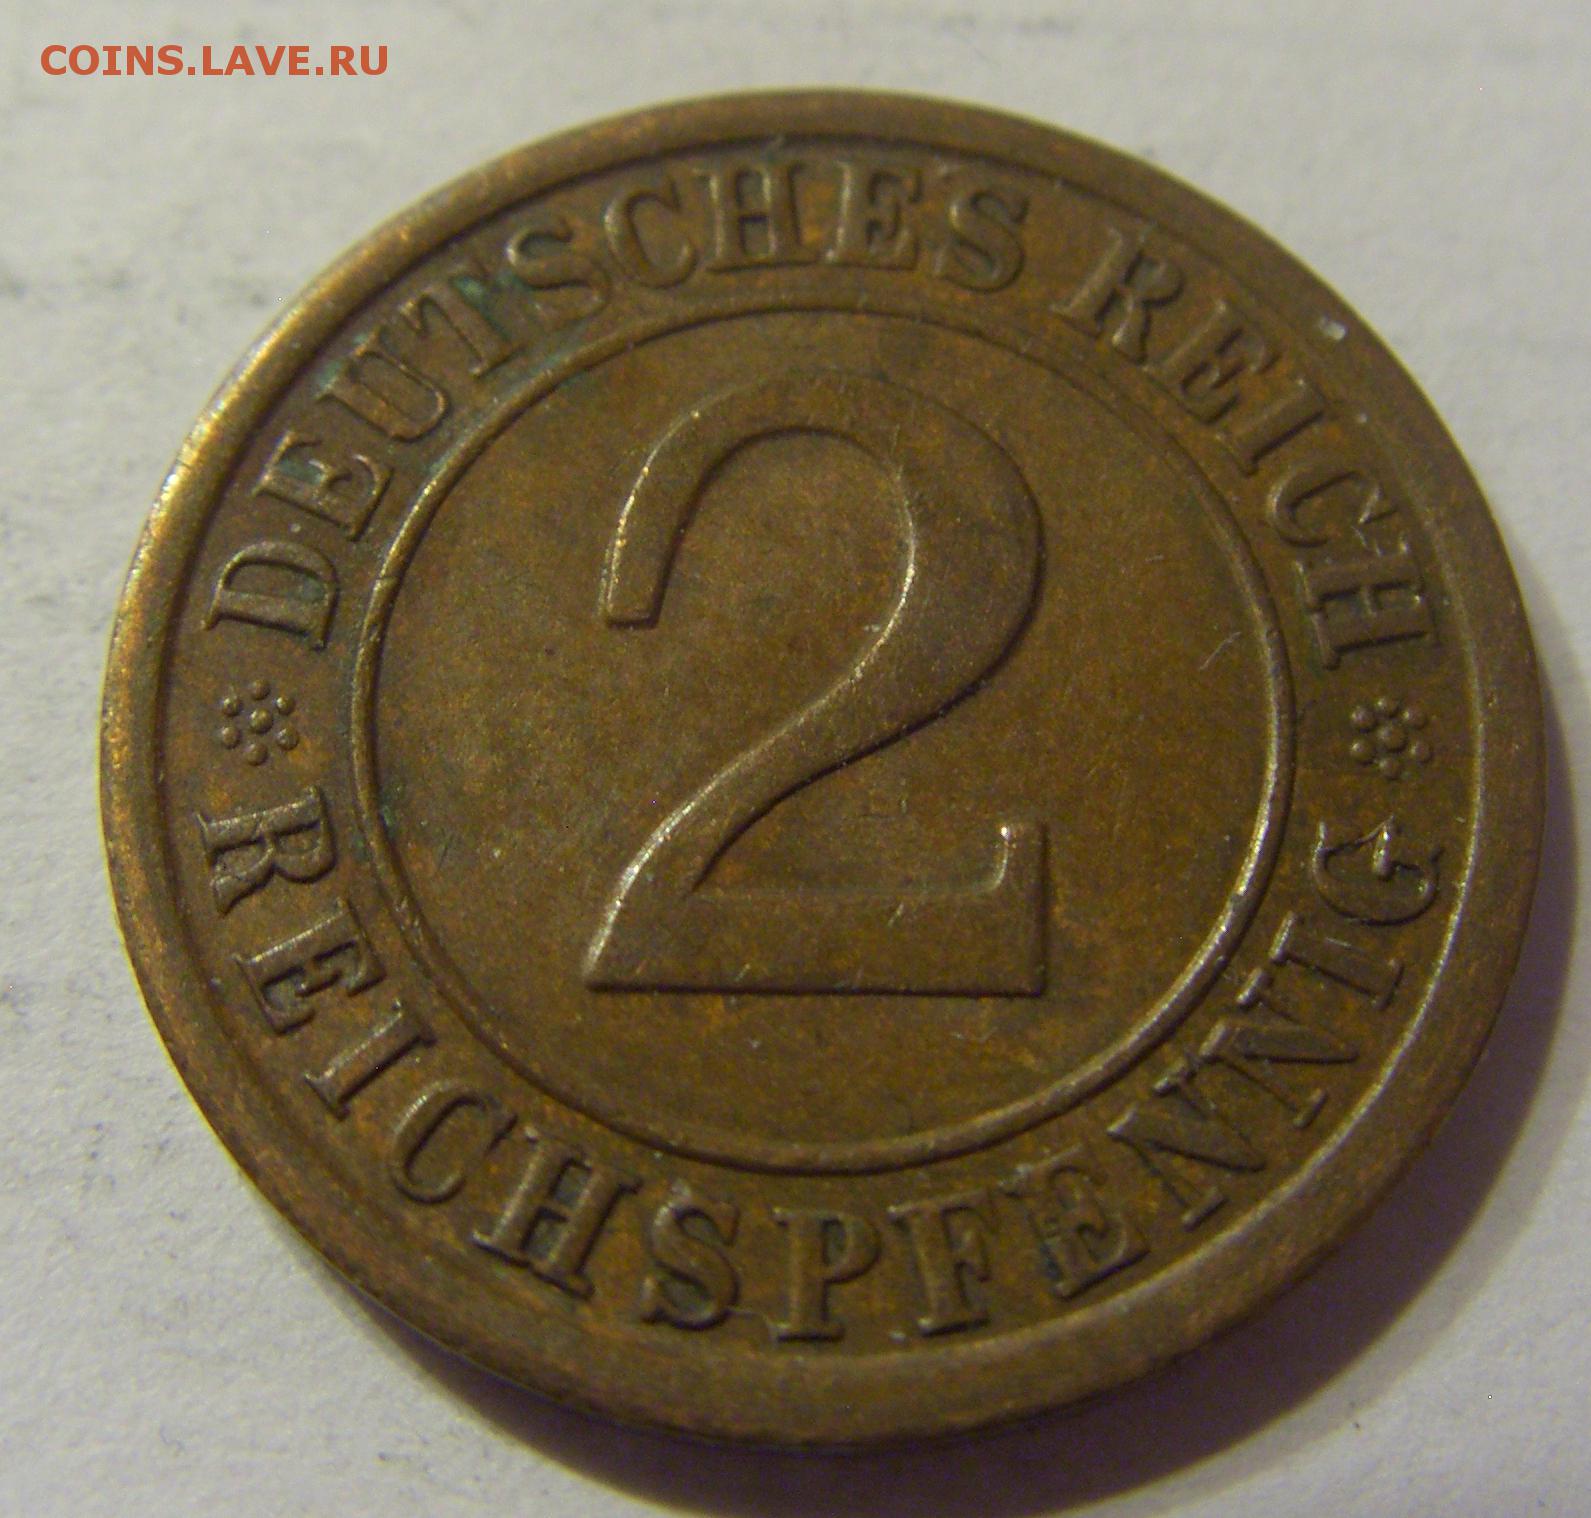 COINS.LAVE.RU
DEUTSCHES REICH
2
REICHSPFENNIG